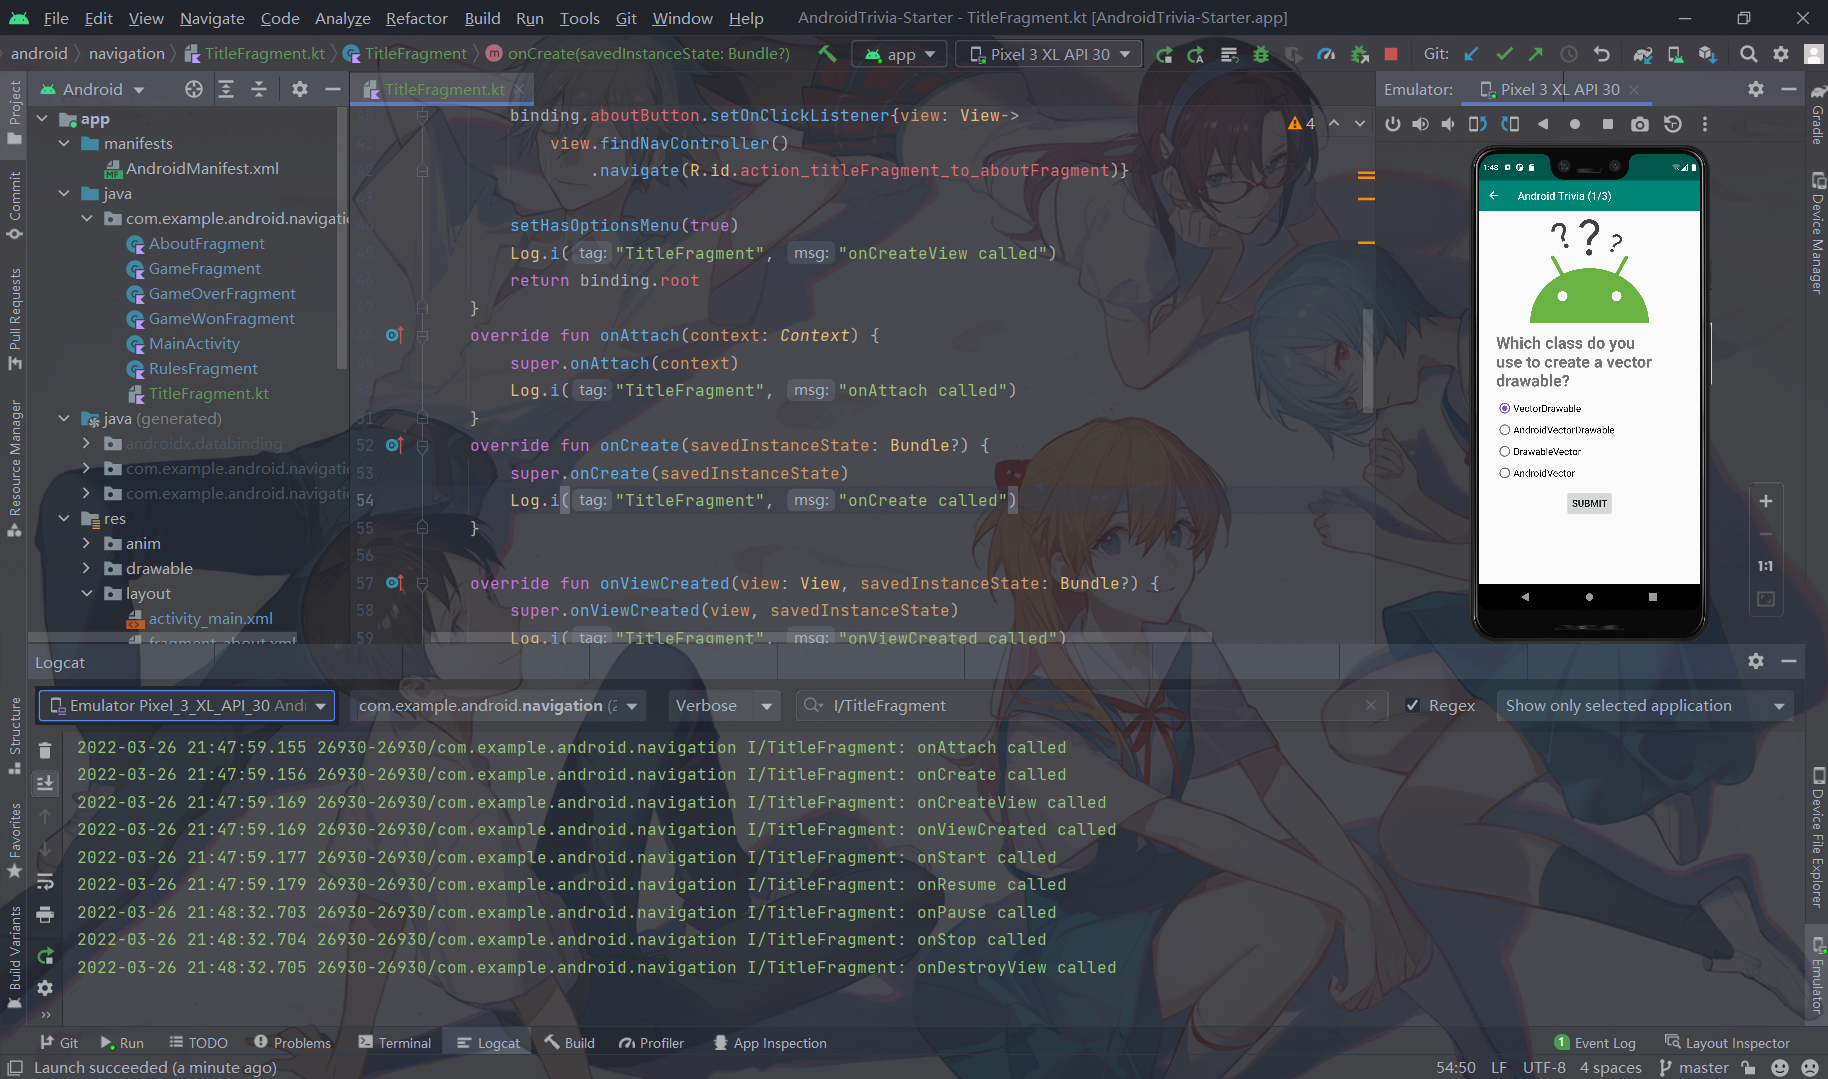 File Edit View Navigate Code Analyze Refactor Build Run Tools Git Window Help AndroidTrivia-Starter - TitleFragment.kt [AndroidTrivia-Starter.app]
android navigation TitleFragment.kt TitleFragment onCreate(savedInstanceState: Bundle?) app Pixel 3 XL API 30 Git:
Android
TitleFragment.kt
Emulator: Pixel 3 XL API 30
Project
Commit
Pull Requests
Resource Manager
Structure
Favorites
Build Variants
app
manifests
AndroidManifest.xml
java
com.example.android.navigati
AboutFragment
GameFragment
GameOverFragment
GameWonFragment
MainActivity
RulesFragment
TitleFragment.kt
java (generated)
androidx.databinding
com.example.android.navigati
com.example.android.navigati
res
anim
drawable
layout
activity_main.xml
fragment_about.xml
4
40 binding.aboutButton.setOnClickListener{view: View->
41 view.findNavController()
42 .navigate(R.id.action_titleFragment_to_aboutFragment)}
43
44 setHasOptionsMenu(true)
45 Log.i( tag: "TitleFragment", msg: "onCreateView called")
46 return binding.root
47 }
48 override fun onAttach(context: Context) {
49 super.onAttach(context)
50 Log.i( tag: "TitleFragment", msg: "onAttach called")
51 }
52 override fun onCreate(savedInstanceState: Bundle?) {
53 super.onCreate(savedInstanceState)
54 Log.i( tag: "TitleFragment", msg: "onCreate called")
55 }
56
57 override fun onViewCreated(view: View, savedInstanceState: Bundle?) {
58 super.onViewCreated(view, savedInstanceState)
59 Log.i( tag: "TitleFragment", msg: "onViewCreated called")
1:48
Android Trivia (1/3)
? ? ?
Which class do you
use to create a vector
drawable?
VectorDrawable
AndroidVectorDrawable
DrawableVector
AndroidVector
SUBMIT
1:1
Gradle
Device Manager
Device File Explorer
Emulator
Logcat
Emulator Pixel_3_XL_API_30 And com.example.android.navigation (2 Verbose I/TitleFragment Regex Show only selected application
2022-03-26 21:47:59.155 26930-26930/com.example.android.navigation I/TitleFragment: onAttach called
2022-03-26 21:47:59.156 26930-26930/com.example.android.navigation I/TitleFragment: onCreate called
2022-03-26 21:47:59.169 26930-26930/com.example.android.navigation I/TitleFragment: onCreateView called
2022-03-26 21:47:59.169 26930-26930/com.example.android.navigation I/TitleFragment: onViewCreated called
2022-03-26 21:47:59.177 26930-26930/com.example.android.navigation I/TitleFragment: onStart called
2022-03-26 21:47:59.179 26930-26930/com.example.android.navigation I/TitleFragment: onResume called
2022-03-26 21:48:32.703 26930-26930/com.example.android.navigation I/TitleFragment: onPause called
2022-03-26 21:48:32.704 26930-26930/com.example.android.navigation I/TitleFragment: onStop called
2022-03-26 21:48:32.705 26930-26930/com.example.android.navigation I/TitleFragment: onDestroyView called
Git Run TODO Problems Terminal Logcat Build Profiler App Inspection 1 Event Log Layout Inspector
Launch succeeded (a minute ago) 54:50 LF UTF-8 4 spaces master